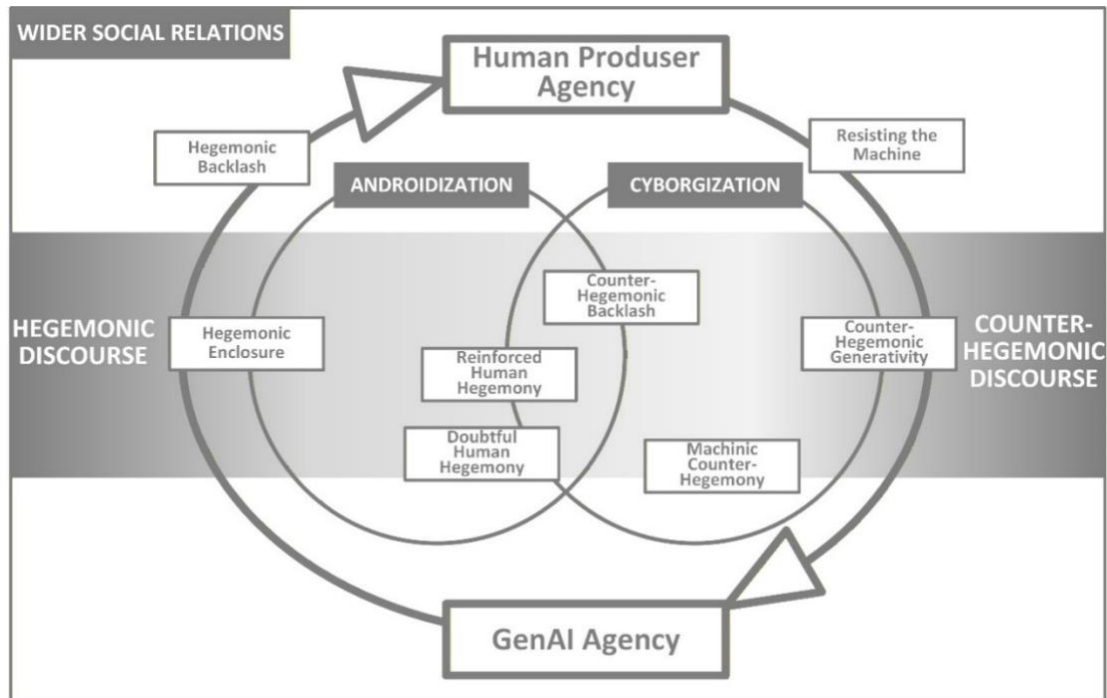 WIDER SOCIAL RELATIONS
Human Produser
Agency
Hegemonic
Backlash
Resisting the
Machine
ANDROIDIZATION
CYBORGIZATION
HEGEMONIC
DISCOURSE
Hegemonic
Enclosure
Counter-
Hegemonic
Backlash
Reinforced
Human
Hegemony
Doubtful
Human
Hegemony
Counter-
Hegemonic
Generativity
Machinic
Counter-
Hegemony
COUNTER-
HEGEMONIC
DISCOURSE
GenAI Agency